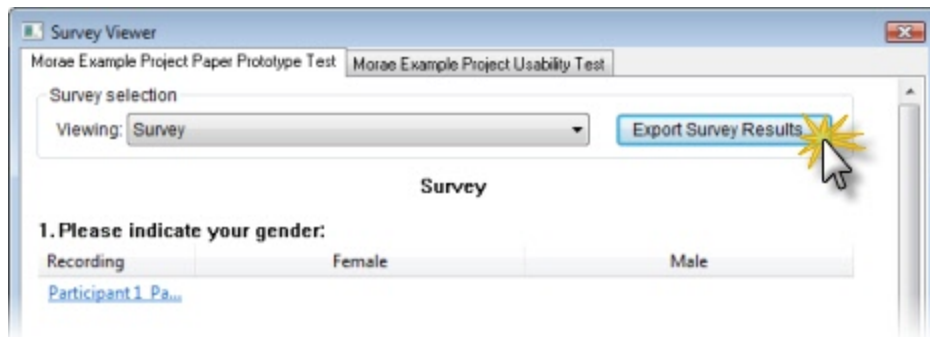 Survey Viewer
Morae Example Project Paper Prototype Test Morae Example Project Usability Test
Survey selection
Viewing: Survey Export Survey Results
Survey
1. Please indicate your gender:
Recording Female Male
Participant 1 Pa...